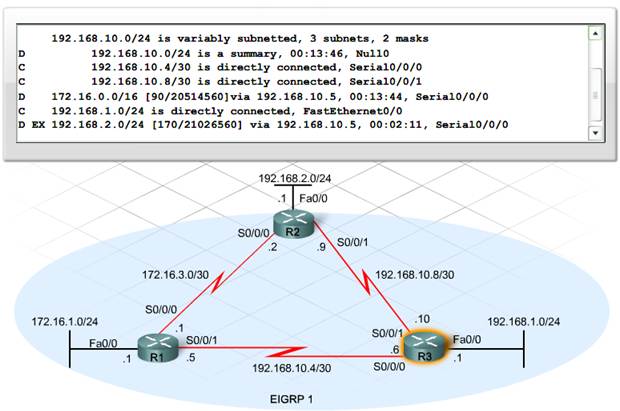 192.168.10.0/24 is variably subnetted, 3 subnets, 2 masks
D 192.168.10.0/24 is a summary, 00:13:46, Null0
C 192.168.10.4/30 is directly connected, Serial0/0/0
C 192.168.10.8/30 is directly connected, Serial0/0/1
D 172.16.0.0/16 [90/20514560]via 192.168.10.5, 00:13:44, Serial0/0/0
C 192.168.1.0/24 is directly connected, FastEthernet0/0
D EX 192.168.2.0/24 [170/21026560] via 192.168.10.5, 00:02:11, Serial0/0/0
192.168.2.0/24
.1 Fa0/0
S0/0/0 R2 S0/0/1
.2 .9
172.16.3.0/30 192.168.10.8/30
S0/0/0 .10
172.16.1.0/24 .1 S0/0/1 192.168.1.0/24
Fa0/0 S0/0/1 .6 Fa0/0
.1 R1 .5 R3 .1
192.168.10.4/30 S0/0/0
EIGRP 1